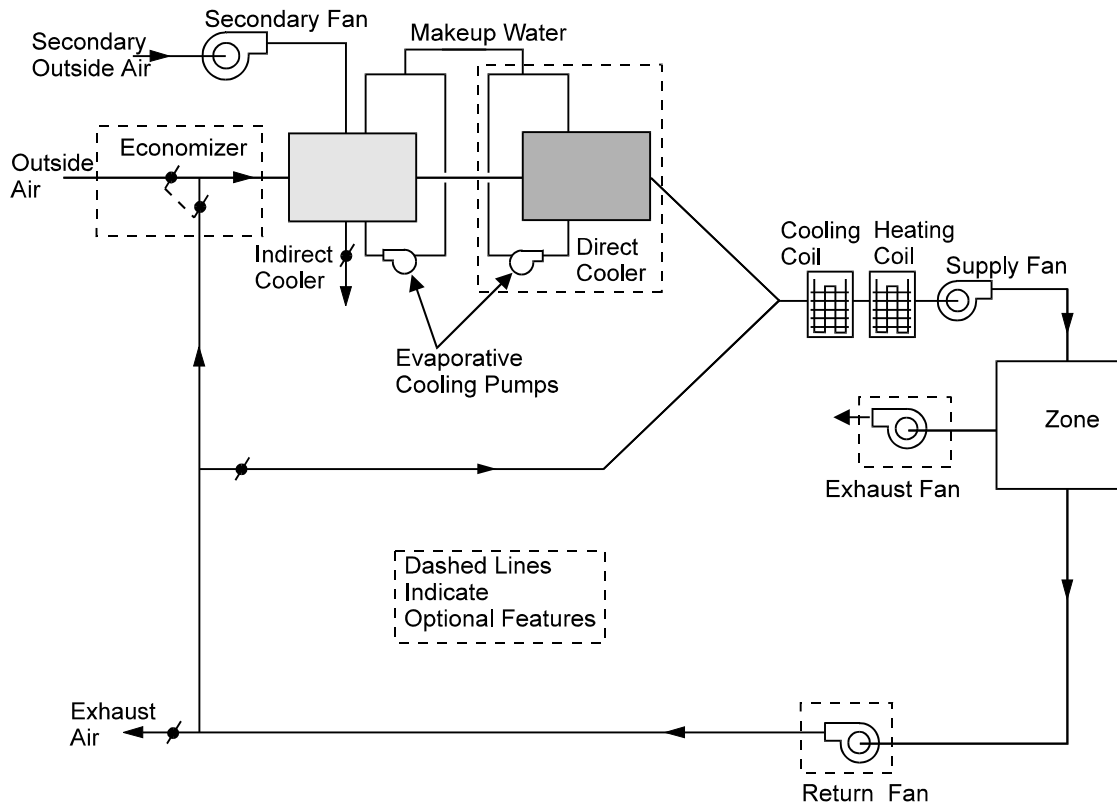 Secondary Fan
Secondary
Outside Air
Makeup Water
Economizer
Outside
Air
Indirect
Cooler
Direct
Cooler
Cooling
Coil
Heating
Coil
Supply Fan
Evaporative
Cooling Pumps
Zone
Exhaust Fan
Dashed Lines
Indicate
Optional Features
Exhaust
Air
Return Fan